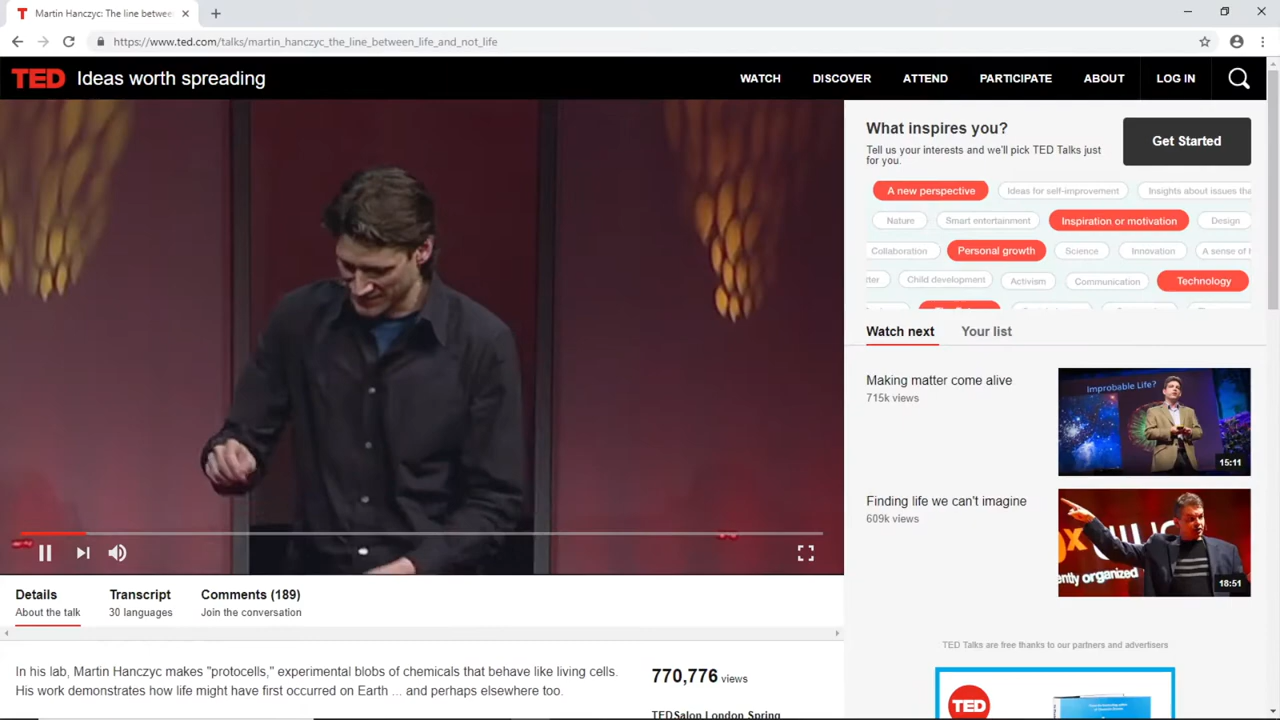 Martin Hanczyc: The line betwee
https://www.ted.com/talks/martin_hanczyc_the_line_between_life_and_not_life
TED Ideas worth spreading
WATCH DISCOVER ATTEND PARTICIPATE ABOUT LOG IN
What inspires you?
Tell us your interests and we'll pick TED Talks just
for you.
Get Started
A new perspective Ideas for self-improvement Insights about issues tha
Nature Smart entertainment Inspiration or motivation Design
Collaboration Personal growth Science Innovation A sense of
tter Child development Activism Communication Technology
Watch next Your list
Making matter come alive
715k views
Improbable Life?
15:11
Finding life we can't imagine
609k views
ently organized
18:51
Details Transcript Comments (189)
About the talk 30 languages Join the conversation
TED Talks are free thanks to our partners and advertisers
In his lab, Martin Hanczyc makes "protocells," experimental blobs of chemicals that behave like living cells.
His work demonstrates how life might have first occurred on Earth ... and perhaps elsewhere too.
770,776 views
TEDSalon London Spring
TED